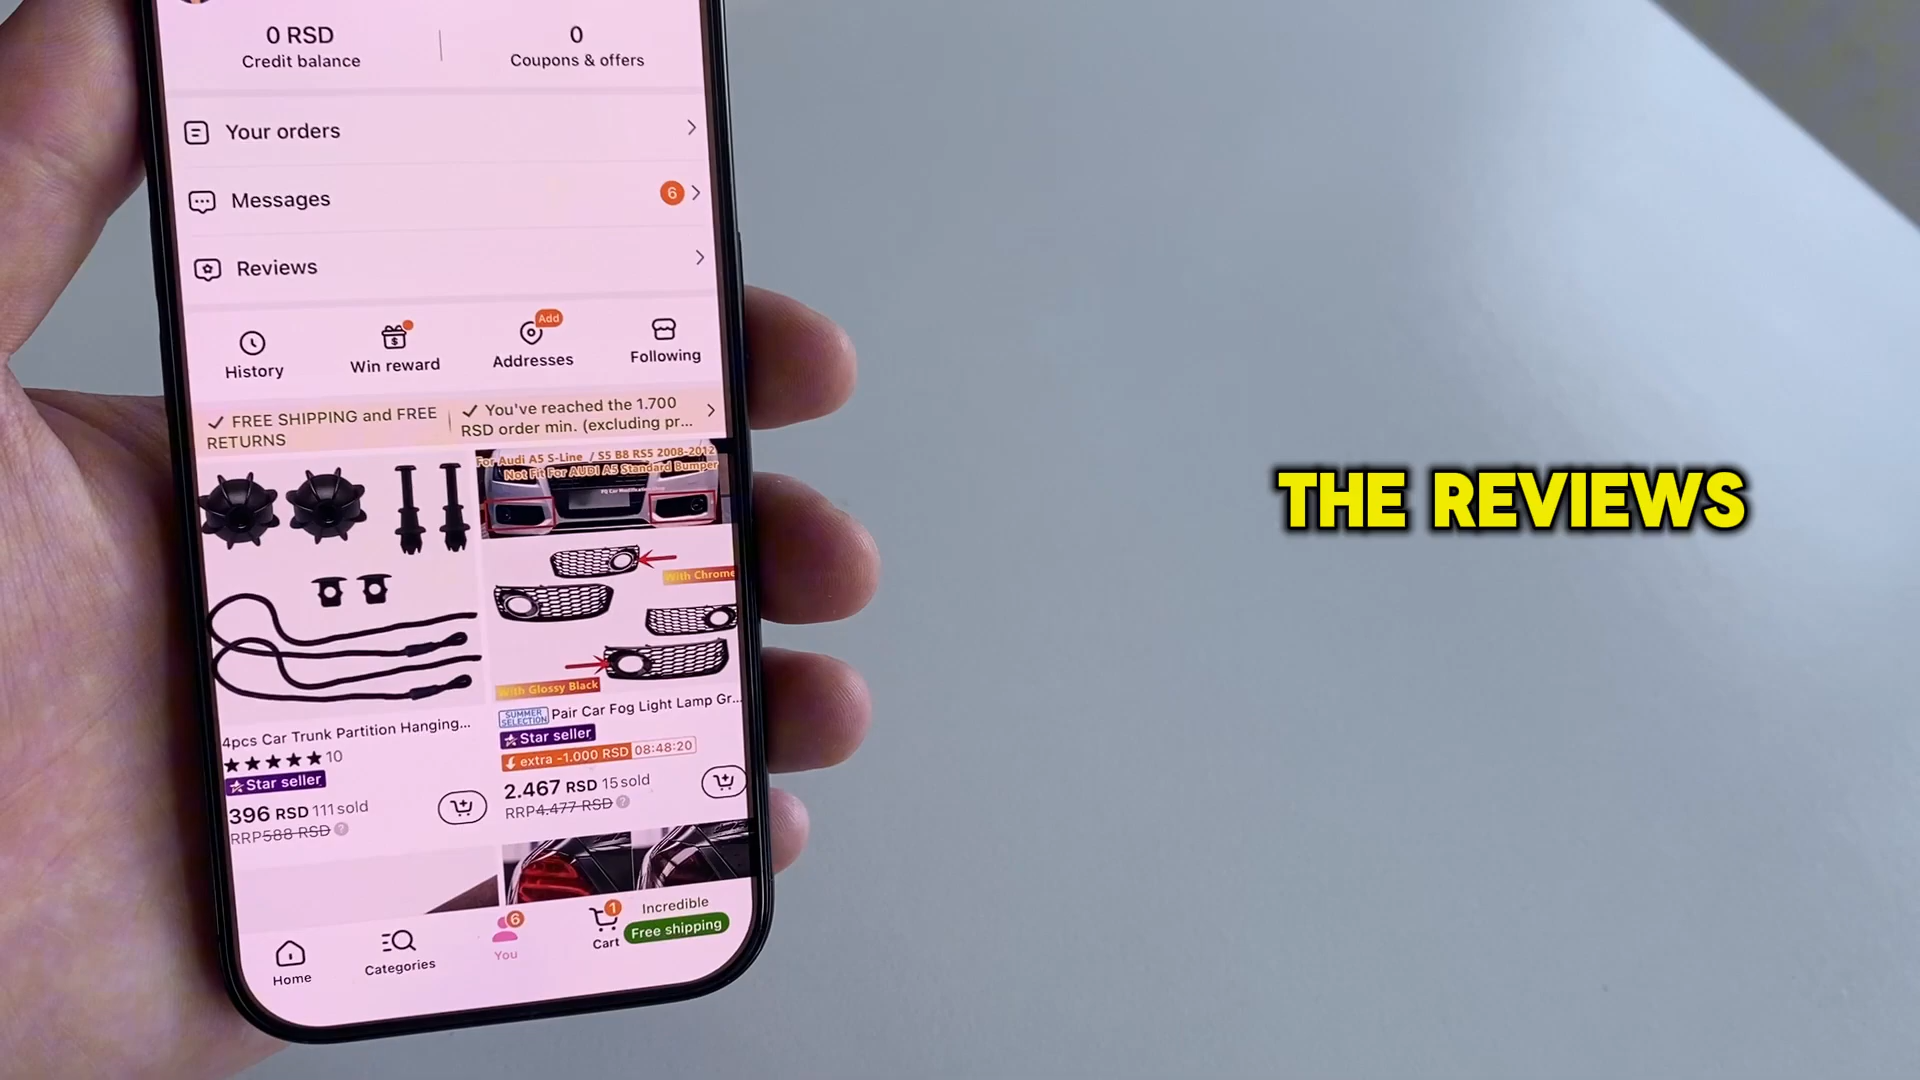 0 RSD
Credit balance
0
Coupons & offers
Your orders
Messages
6
Reviews
History
Win reward
Add
Addresses
Following
FREE SHIPPING and FREE
RETURNS
You've reached the 1.700
RSD order min. (excluding pr...
For Audi A5 S-Line / S5 B8 RS5 2008-2012
Not Fit For AUDI A5 Standard Bumper
With Chrome
With Glossy Black
4pcs Car Trunk Partition Hanging...
10
Star seller
396 RSD 111 sold
RRP 588 RSD ?
SUMMER
SELECTION
Pair Car Fog Light Lamp Gr...
Star seller
extra -1.000 RSD 08:48:20
2.467 RSD 15 sold
RRP 4.477 RSD ?
Home
Categories
6
You
1
Cart
Incredible
Free shipping
THE REVIEWS